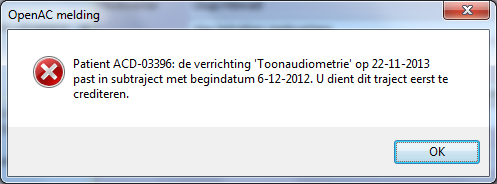 OpenAC melding
Patient ACD-03396: de verrichting 'Toonaudiometrie' op 22-11-2013
past in subtraject met begindatum 6-12-2012. U dient dit traject eerst te
crediteren.
OK